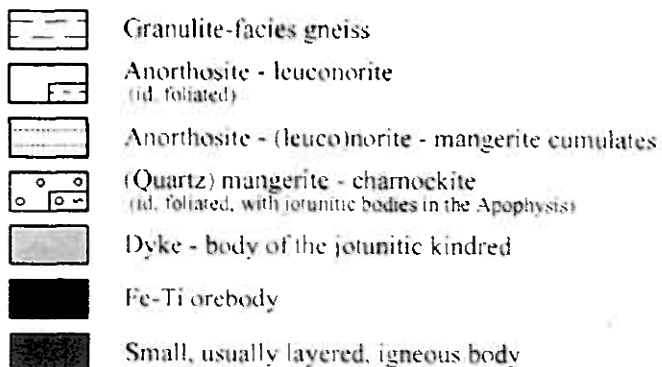 Granulite-facies gneiss
Anorthosite - leuconorite
(id. foliated)
Anorthosite - (leuco)norite - mangerite cumulates
(Quartz) mangerite - charnockite
(id. foliated, with jotunitic bodies in the Apophysis)
Dyke - body of the jotunitic kindred
Fe-Ti orebody
Small, usually layered, igneous body